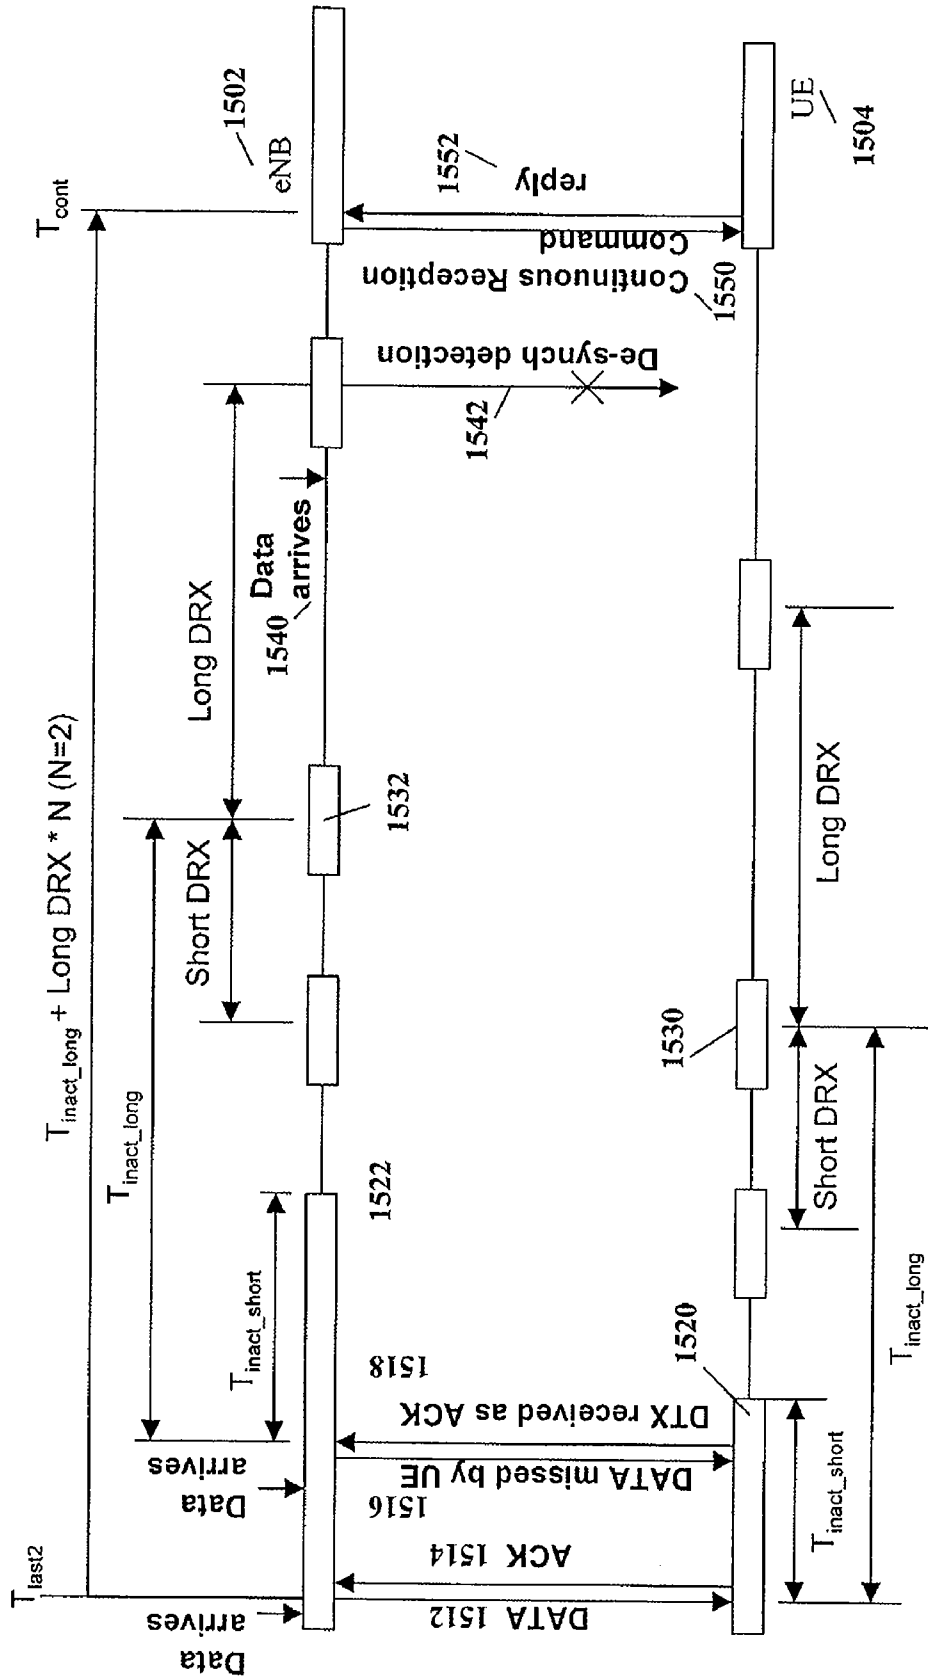 T_last2
T_cont
T_inact_long + Long DRX * N (N=2)
Data
arrives
Data
arrives
T_inact_long
T_inact_short
Short DRX
Long DRX
1540
Data
arrives
1502
eNB
1522
1532
DATA 1512
ACK 1514
1516
DATA missed by UE
DTX received as ACK
1518
De-synch detection
1542
Continuous Reception
Command
1550
reply
1552
1520
1530
UE
1504
T_inact_short
Short DRX
Long DRX
T_inact_long